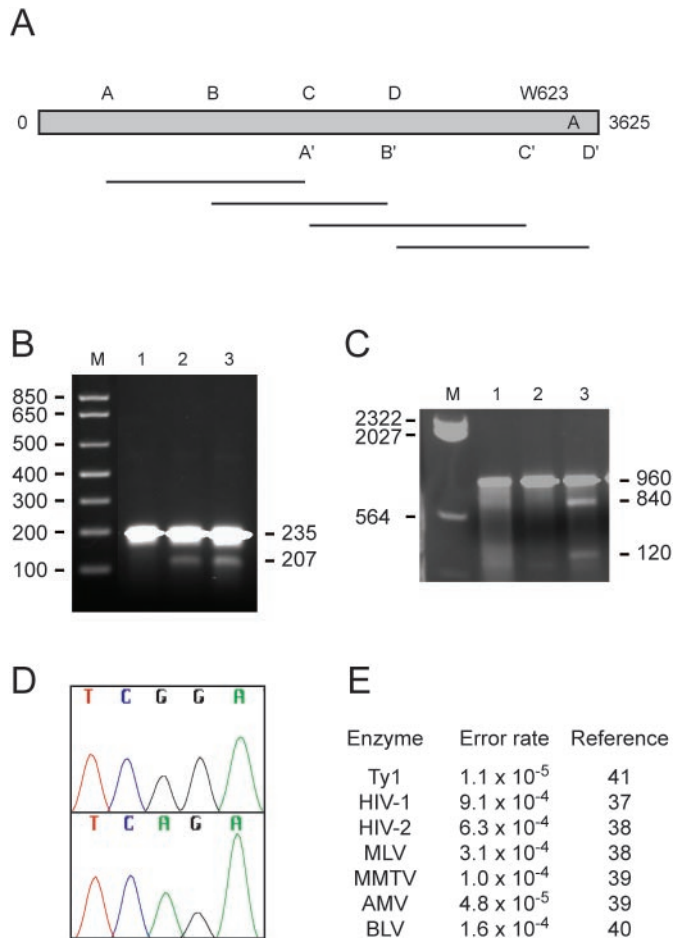 A
A B C D W623
0 A 3625
A' B' C' D'
B
M 1 2 3
850
650
500
400
300
200
100
235
207
C
M 1 2 3
2322
2027
564
960
840
120
D
T C G G A
T C A G A
E
Enzyme Error rate Reference
Ty1 1.1 x 10⁻⁵ 41
HIV-1 9.1 x 10⁻⁴ 37
HIV-2 6.3 x 10⁻⁴ 38
MLV 3.1 x 10⁻⁴ 38
MMTV 1.0 x 10⁻⁴ 39
AMV 4.8 x 10⁻⁵ 39
BLV 1.6 x 10⁻⁴ 40